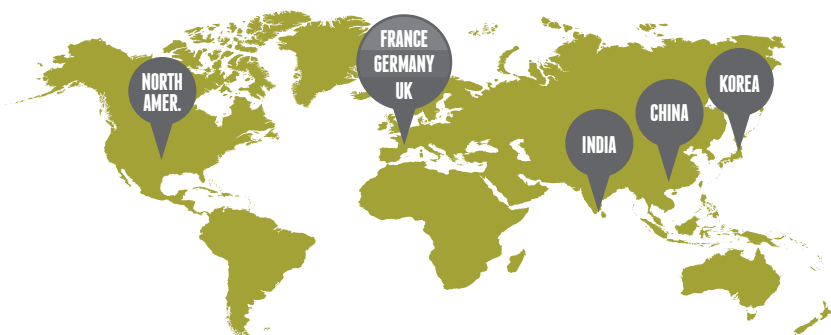 NORTH
AMER.
FRANCE
GERMANY
UK
INDIA
CHINA
KOREA